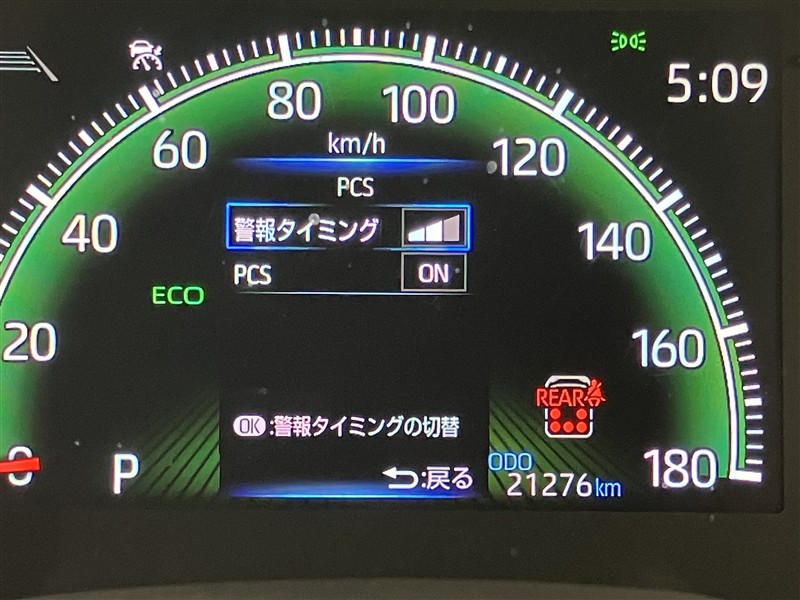 5:09
80
100
km/h
60
120
PCS
40
警報タイミング
140
PCS
ON
ECO
20
160
REAR
OK:警報タイミングの切替
0
P
:戻る
ODO
21276km
180